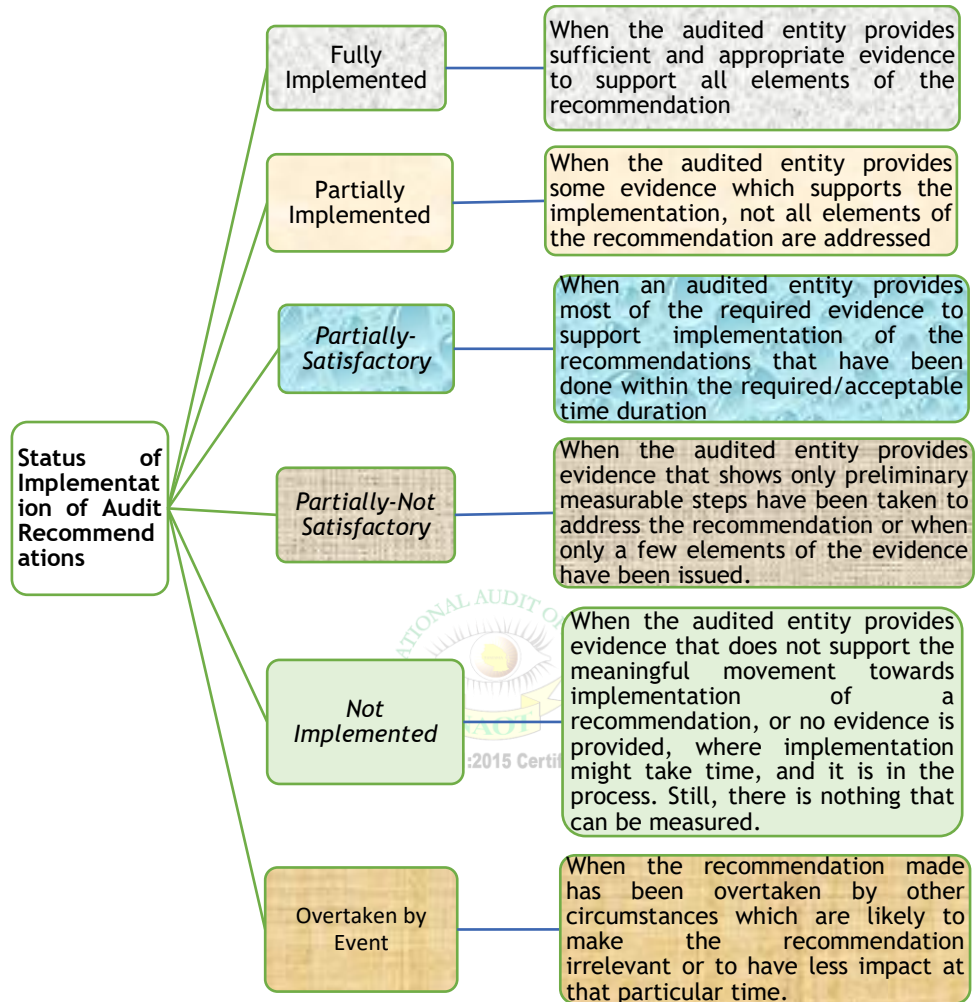 Fully
Implemented
When the audited entity provides
sufficient and appropriate evidence
to support all elements of the
recommendation
Partially
Implemented
When the audited entity provides
some evidence which supports the
implementation, not all elements of
the recommendation are addressed
Partially-
Satisfactory
When an audited entity provides
most of the required evidence to
support implementation of the
recommendations that have been
done within the required/acceptable
time duration
Status of
Implementat
ion of Audit
Recommend
ations
Partially-Not
Satisfactory
When the audited entity provides
evidence that shows only preliminary
measurable steps have been taken to
address the recommendation or when
only a few elements of the evidence
have been issued.
Not
Implemented
When the audited entity provides
evidence that does not support the
meaningful movement towards
implementation of a
recommendation, or no evidence is
provided, where implementation
might take time, and it is in the
process. Still, there is nothing that
can be measured.
AUDIT
NAOT
:2015 Certif
Overtaken by
Event
When the recommendation made
has been overtaken by other
circumstances which are likely to
make the recommendation
irrelevant or to have less impact at
that particular time.